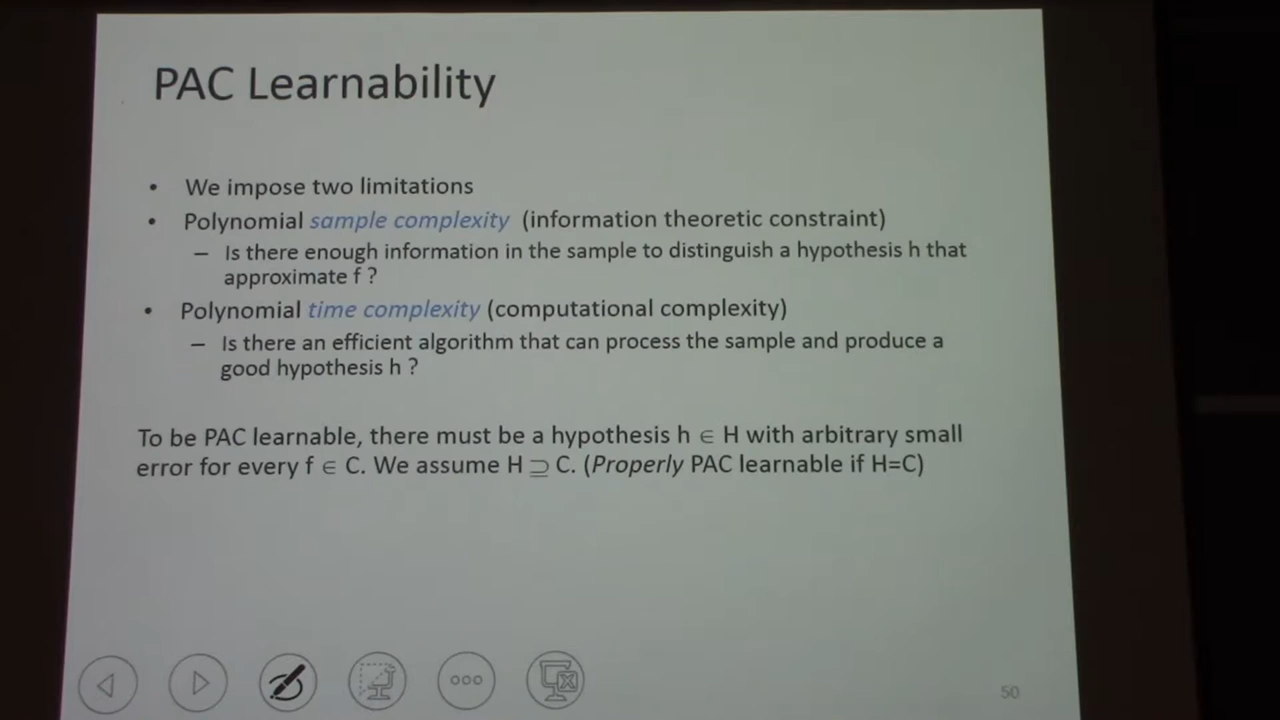 PAC Learnability
• We impose two limitations
• Polynomial sample complexity (information theoretic constraint)
– Is there enough information in the sample to distinguish a hypothesis h that
approximate f ?
• Polynomial time complexity (computational complexity)
– Is there an efficient algorithm that can process the sample and produce a
good hypothesis h ?
To be PAC learnable, there must be a hypothesis h ∈ H with arbitrary small
error for every f ∈ C. We assume H ⊇ C. (Properly PAC learnable if H=C)
50